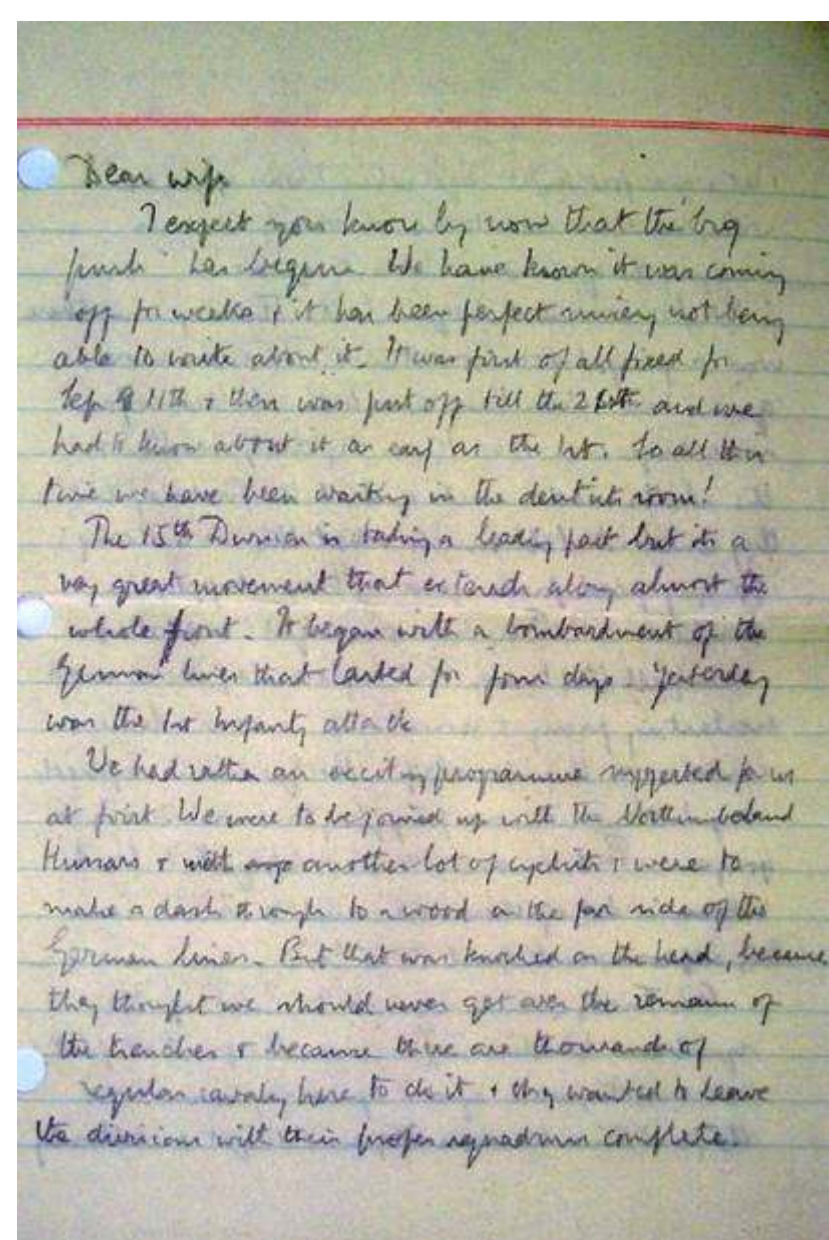 Dear wife
I expect you know by now that the 'big
push' has begun. We have known it was coming
off for weeks & it has been perfect misery not being
able to write about it. It was first of all fixed for
Sep 11th & then was put off till the 21st and we
had to know about it as early as the 1st. So all this
time we have been waiting in the dentist's room!
The 15th Division is taking a leading part but its a
very great movement that extends along almost the
whole front. It began with a bombardment of the
German lines that lasted for four days. Yesterday
was the 1st Infantry attack
We had rather an exciting programme suggested for us
at first. We were to be joined up with the Northumberland
Hussars & with another lot of cyclists & were to
make a dash through to a wood on the far side of the
German lines. But that was knocked on the head, because
they thought we should never get over the remains of
the trenches & because there are thousands of
regular cavalry here to do it & they wanted to leave
the divisions with their proper squadrons complete.